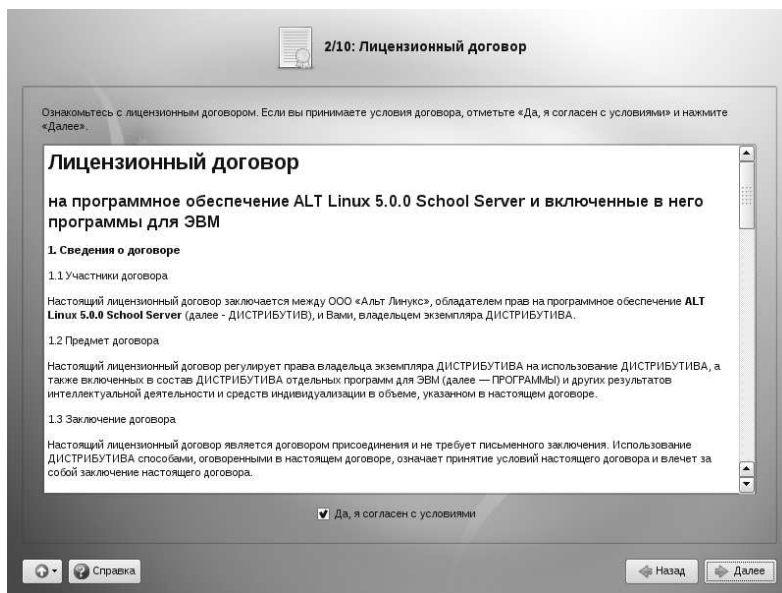 2/10: Лицензионный договор
Ознакомьтесь с лицензионным договором. Если вы принимаете условия договора, отметьте «Да, я согласен с условиями» и нажмите
«Далее».
Лицензионный договор
на программное обеспечение ALT Linux 5.0.0 School Server и включенные в него
программы для ЭВМ
1. Сведения о договоре
1.1 Участники договора
Настоящий лицензионный договор заключается между ООО «Альт Линукс», обладателем прав на программное обеспечение ALT
Linux 5.0.0 School Server (далее - ДИСТРИБУТИВ), и Вами, владельцем экземпляра ДИСТРИБУТИВА.
1.2 Предмет договора
Настоящий лицензионный договор регулирует права владельца экземпляра ДИСТРИБУТИВА на использование ДИСТРИБУТИВА, а
также включенных в состав ДИСТРИБУТИВА отдельных программ для ЭВМ (далее — ПРОГРАММЫ) и других результатов
интеллектуальной деятельности и средств индивидуализации в объеме, указанном в настоящем договоре.
1.3 Заключение договора
Настоящий лицензионный договор является договором присоединения и не требует письменного заключения. Использование
ДИСТРИБУТИВА способами, оговоренными в настоящем договоре, означает принятие условий настоящего договора и влечет за
собой заключение настоящего договора.
Да, я согласен с условиями
Справка
Назад
Далее